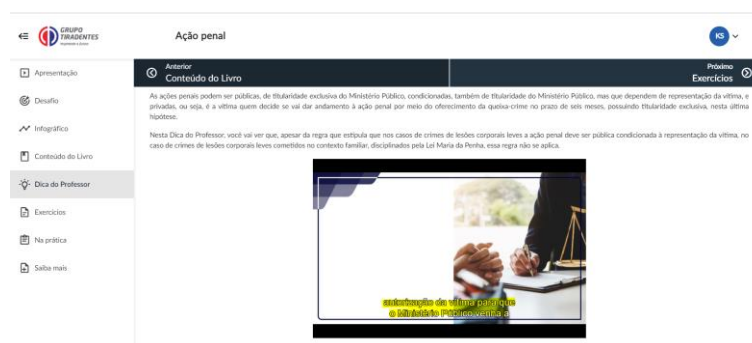 GRUPO
TIRADENTES
Ação penal
KS
Apresentação
Desafio
Infográfico
Conteúdo do Livro
Dica do Professor
Exercícios
Na prática
Saiba mais
Anterior
Conteúdo do Livro
Próximo
Exercícios
As ações penais podem ser públicas, de titularidade exclusiva do Ministério Público, condicionadas, também de titularidade do Ministério Público, mas que dependem de representação da vítima, e
privadas, ou seja, é a vítima quem decide se vai dar andamento à ação penal por meio do oferecimento da queixa-crime no prazo de seis meses, possuindo titularidade exclusiva, nesta última
hipótese.
Nesta Dica do Professor, você vai ver que, apesar da regra que estipula que nos casos de crimes de lesões corporais leves a ação penal deve ser pública condicionada à representação da vítima, no
caso de crimes de lesões corporais leves cometidos no contexto familiar, disciplinados pela Lei Maria da Penha, essa regra não se aplica.
autorização da vítima para que
o Ministério Público venha a